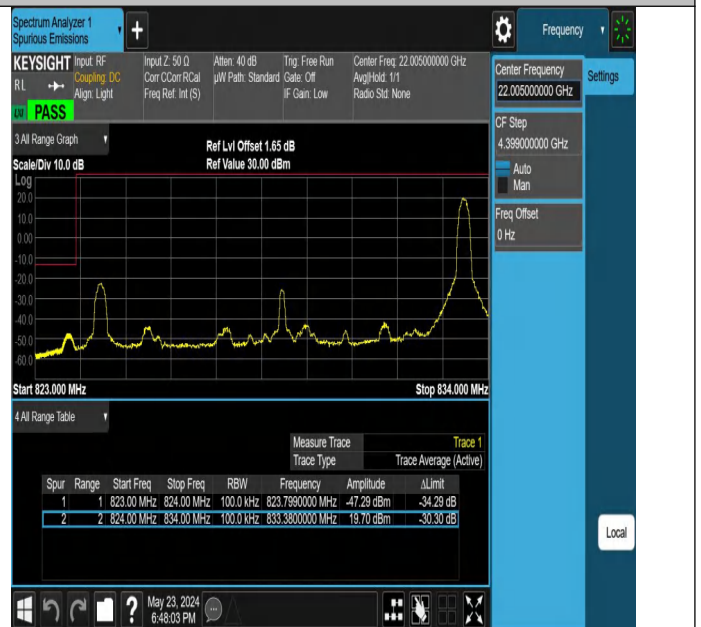 Spectrum Analyzer 1
Spurious Emissions
+
Frequency
KEYSIGHT Input: RF Input Z: 50 Ω Atten: 40 dB Trig: Free Run Center Freq: 22.005000000 GHz
RL Coupling: DC Corr CCorr RCal µW Path: Standard Gate: Off Avg|Hold: 1/1
Align: Light Freq Ref: Int (S) IF Gain: Low Radio Std: None
PASS
Center Frequency
22.005000000 GHz
Settings
CF Step
4.399000000 GHz
Auto
Man
Freq Offset
0 Hz
3 All Range Graph
Ref Lvl Offset 1.65 dB
Scale/Div 10.0 dB Ref Value 30.00 dBm
Log
20.0
10.0
0.00
-10.0
-20.0
-30.0
-40.0
-50.0
-60.0
Start 823.000 MHz Stop 834.000 MHz
4 All Range Table
Measure Trace Trace 1
Trace Type Trace Average (Active)
Spur Range Start Freq Stop Freq RBW Frequency Amplitude ΔLimit
1 1 823.00 MHz 824.00 MHz 100.0 kHz 823.7990000 MHz -47.29 dBm -34.29 dB
2 2 824.00 MHz 834.00 MHz 100.0 kHz 833.3800000 MHz 19.70 dBm -30.30 dB
Local
? May 23, 2024
6:48:03 PM